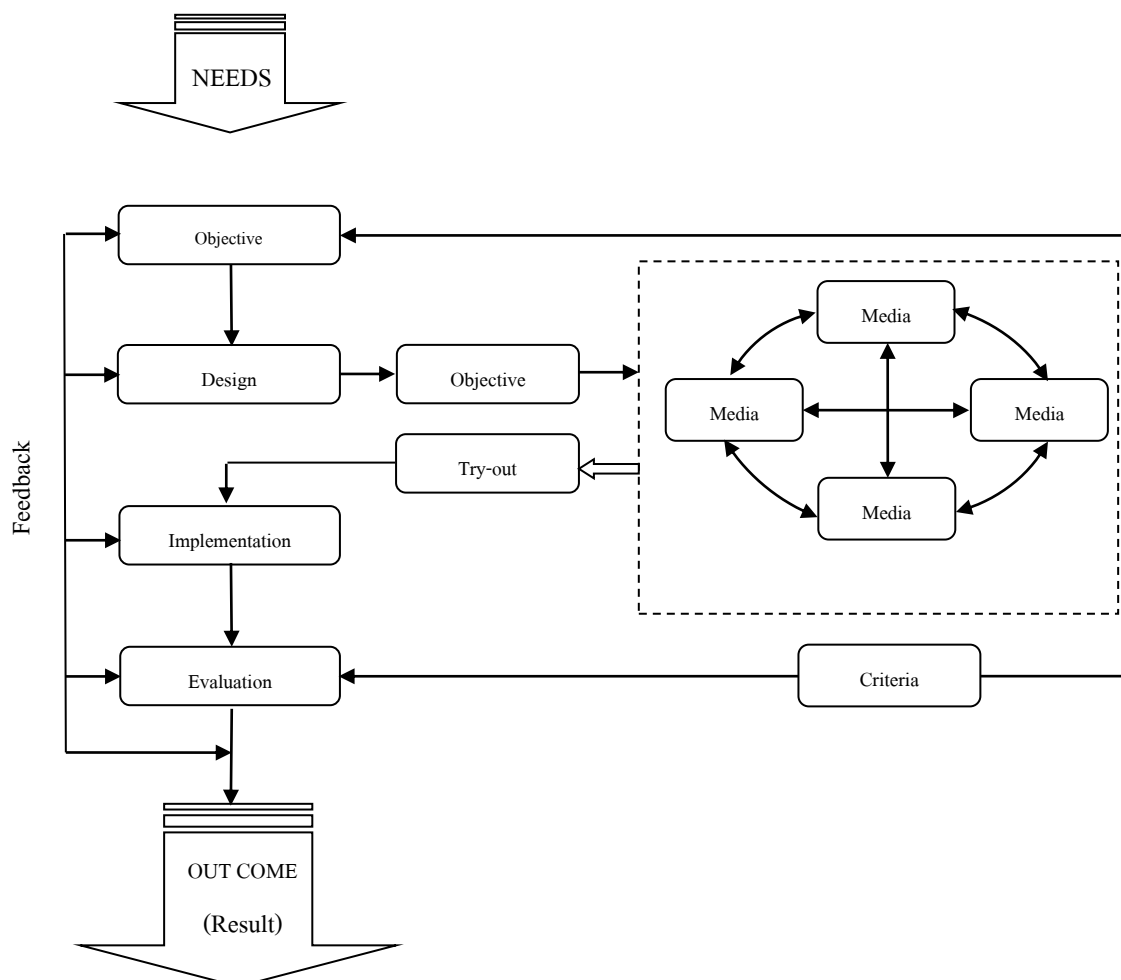 NEEDS
Objective
Media
Design
Objective
Media
Media
Try-out
Media
Feedback
Implementation
Evaluation
Criteria
OUT COME
(Result)